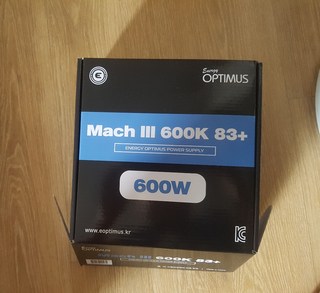 Energy
OPTIMUS
Mach III 600K 83+
ENERGY OPTIMUS POWER SUPPLY
600W
www.eoptimus.kr
Mach III 600K 83+